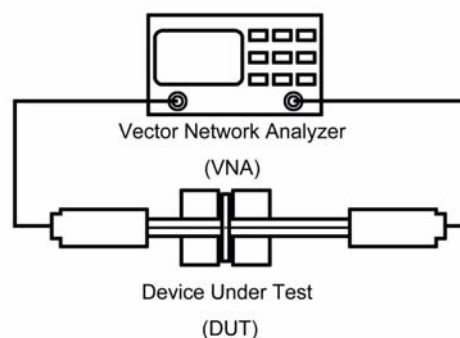 Vector Network Analyzer
(VNA)
Device Under Test
(DUT)